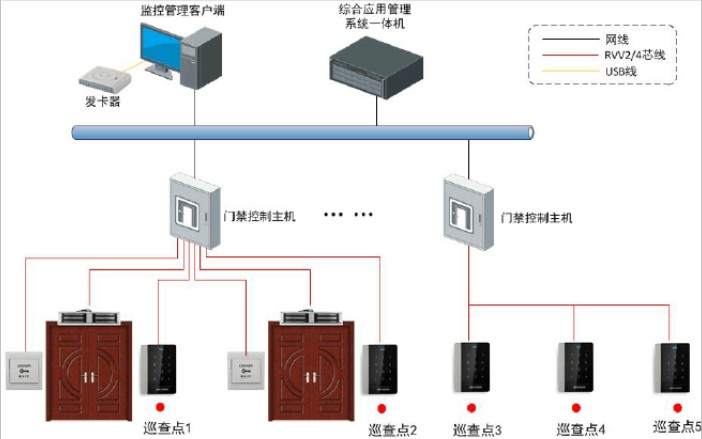 监控管理客户端
综合应用管理
系统一体机
网线
RVV2/4芯线
USB线
发卡器
门禁控制主机
... ...
门禁控制主机
巡查点1
巡查点2
巡查点3
巡查点4
巡查点5